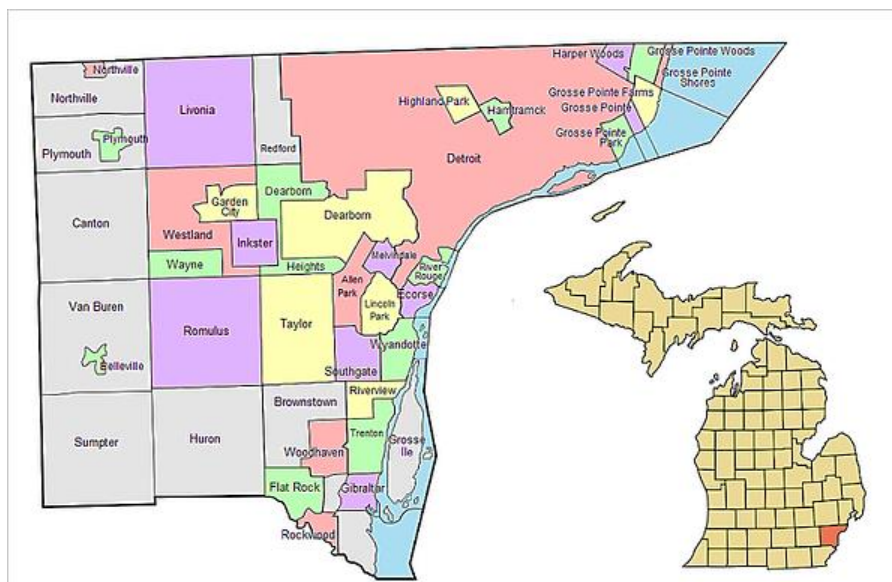 Northville
Northville
Livonia
Plymouth
Plymouth
Redford
Canton
Garden
City
Westland
Inkster
Wayne
Dearborn
Heights
Dearborn
Detroit
Highland Park
Hamtramck
Harper Woods
Grosse Pointe Woods
Grosse Pointe
Shores
Grosse Pointe Farms
Grosse Pointe
Grosse Pointe
Park
Melvindale
River
Rouge
Allen
Park
Lincoln
Park
Ecorse
Van Buren
Belleville
Romulus
Taylor
Wyandotte
Southgate
Riverview
Brownstown
Sumpter
Huron
Woodhaven
Trenton
Grosse
Ile
Flat Rock
Gibraltar
Rockwood